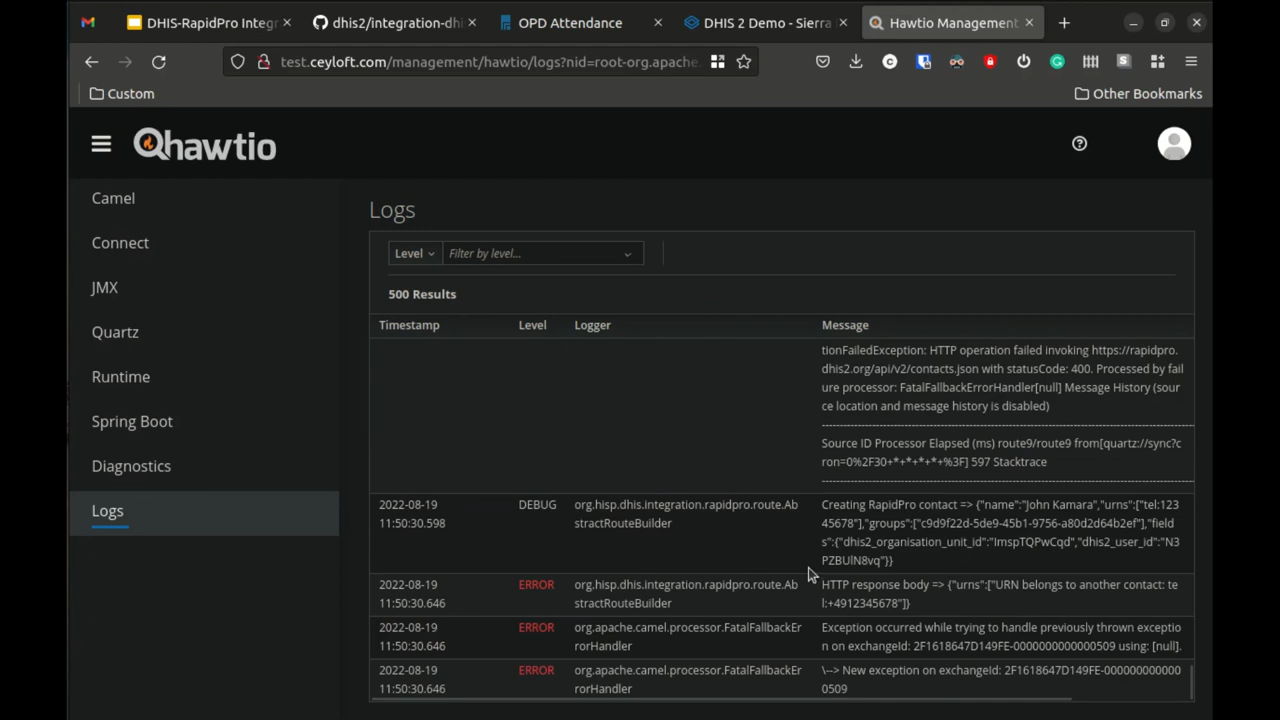 DHIS-RapidPro Integr
dhis2/integration-dhi
OPD Attendance
DHIS 2 Demo - Sierra
Hawtio Management
test.ceyloft.com/management/hawtio/logs?nid=root-org.apache.
Custom
Other Bookmarks
hawtio
Camel
Connect
JMX
Quartz
Runtime
Spring Boot
Diagnostics
Logs
Logs
Level
Filter by level...
500 Results
Timestamp Level Logger Message
tionFailedException: HTTP operation failed invoking https://rapidpro.
dhis2.org/api/v2/contacts.json with statusCode: 400. Processed by fail
ure processor: FatalFallbackErrorHandler[null] Message History (sour
ce location and message history is disabled)
Source ID Processor Elapsed (ms) route9/route9 from[quartz://sync?c
ron=0%2F30+*+*+*+*+%3F] 597 Stacktrace
2022-08-19
11:50:30.598
DEBUG
org.hisp.dhis.integration.rapidpro.route.Ab
stractRouteBuilder
Creating RapidPro contact => {"name":"John Kamara","urns":["tel:123
45678"],"groups":["c9d9f22d-5de9-45b1-9756-a80d2d64b2ef"],"field
s":{"dhis2_organisation_unit_id":"ImspTQPwCqd","dhis2_user_id":"N3
PZBUlN8vq"}}
2022-08-19
11:50:30.646
ERROR
org.hisp.dhis.integration.rapidpro.route.Ab
stractRouteBuilder
HTTP response body => {"urns":["URN belongs to another contact: te
l:+4912345678"]}
2022-08-19
11:50:30.646
ERROR
org.apache.camel.processor.FatalFallbackEr
rorHandler
Exception occurred while trying to handle previously thrown exceptio
n on exchangeId: 2F1618647D149FE-0000000000000509 using: [null].
2022-08-19
11:50:30.646
ERROR
org.apache.camel.processor.FatalFallbackEr
rorHandler
\--> New exception on exchangeId: 2F1618647D149FE-000000000000
0509